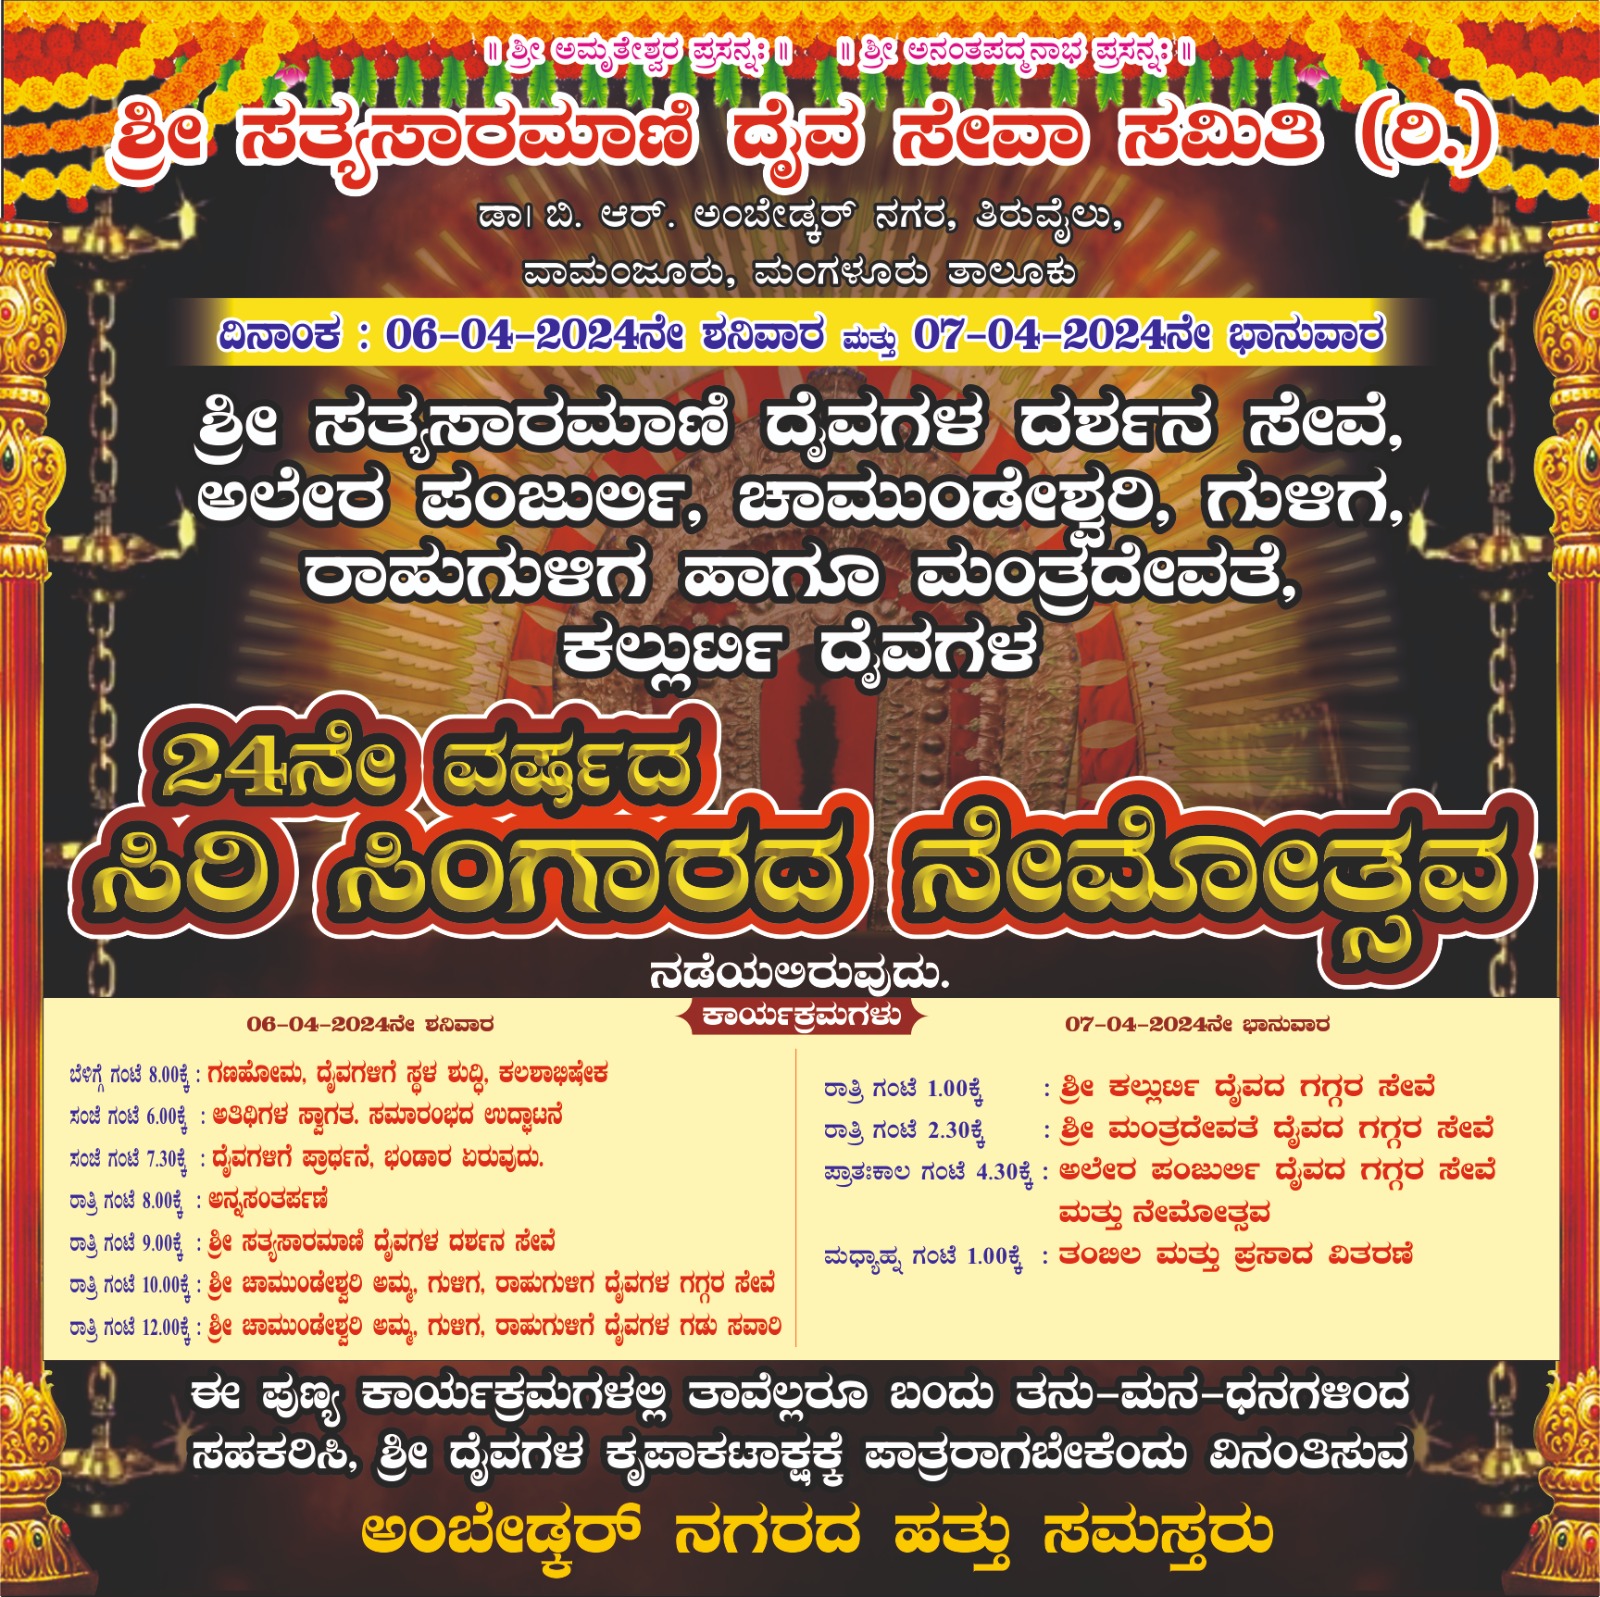 ॥ ಶ್ರೀ ಅಮೃತೇಶ್ವರ ಪ್ರಸನ್ನಃ ॥ ॥ ಶ್ರೀ ಅನಂತಪದ್ಮನಾಭ ಪ್ರಸನ್ನಃ ॥
ಶ್ರೀ ಸತ್ಯಸಾರಮಾಣಿ ದೈವ ಸೇವಾ ಸಮಿತಿ (ರಿ.)
ಡಾ। ಬಿ. ಆರ್. ಅಂಬೇಡ್ಕರ್ ನಗರ, ತಿರುವೈಲು,
ವಾಮಂಜೂರು, ಮಂಗಳೂರು ತಾಲೂಕು
ದಿನಾಂಕ : 06-04-2024ನೇ ಶನಿವಾರ ಮತ್ತು 07-04-2024ನೇ ಭಾನುವಾರ
ಶ್ರೀ ಸತ್ಯಸಾರಮಾಣಿ ದೈವಗಳ ದರ್ಶನ ಸೇವೆ,
ಅಲೇರ ಪಂಜುರ್ಲಿ, ಚಾಮುಂಡೇಶ್ವರಿ, ಗುಳಿಗ,
ರಾಹುಗುಳಿಗ ಹಾಗೂ ಮಂತ್ರದೇವತೆ,
ಕಲ್ಲುರ್ಟಿ ದೈವಗಳ
24ನೇ ವರ್ಷದ
ಸಿರಿ ಸಿಂಗಾರದ ನೇಮೋತ್ಸವ
ನಡೆಯಲಿರುವುದು.
ಕಾರ್ಯಕ್ರಮಗಳು
06-04-2024ನೇ ಶನಿವಾರ
ಬೆಳಿಗ್ಗೆ ಗಂಟೆ 8.00ಕ್ಕೆ : ಗಣಹೋಮ, ದೈವಗಳಿಗೆ ಸ್ಥಳ ಶುದ್ಧಿ, ಕಲಶಾಭಿಷೇಕ
ಸಂಜೆ ಗಂಟೆ 6.00ಕ್ಕೆ : ಅತಿಥಿಗಳ ಸ್ವಾಗತ. ಸಮಾರಂಭದ ಉದ್ಘಾಟನೆ
ಸಂಜೆ ಗಂಟೆ 7.30ಕ್ಕೆ : ದೈವಗಳಿಗೆ ಪ್ರಾರ್ಥನೆ, ಭಂಡಾರ ಏರುವುದು.
ರಾತ್ರಿ ಗಂಟೆ 8.00ಕ್ಕೆ : ಅನ್ನಸಂತರ್ಪಣೆ
ರಾತ್ರಿ ಗಂಟೆ 9.00ಕ್ಕೆ : ಶ್ರೀ ಸತ್ಯಸಾರಮಾಣಿ ದೈವಗಳ ದರ್ಶನ ಸೇವೆ
ರಾತ್ರಿ ಗಂಟೆ 10.00ಕ್ಕೆ : ಶ್ರೀ ಚಾಮುಂಡೇಶ್ವರಿ ಅಮ್ಮ, ಗುಳಿಗ, ರಾಹುಗುಳಿಗ ದೈವಗಳ ಗಗ್ಗರ ಸೇವೆ
ರಾತ್ರಿ ಗಂಟೆ 12.00ಕ್ಕೆ : ಶ್ರೀ ಚಾಮುಂಡೇಶ್ವರಿ ಅಮ್ಮ, ಗುಳಿಗ, ರಾಹುಗುಳಿಗೆ ದೈವಗಳ ಗಡು ಸವಾರಿ
07-04-2024ನೇ ಭಾನುವಾರ
ರಾತ್ರಿ ಗಂಟೆ 1.00ಕ್ಕೆ : ಶ್ರೀ ಕಲ್ಲುರ್ಟಿ ದೈವದ ಗಗ್ಗರ ಸೇವೆ
ರಾತ್ರಿ ಗಂಟೆ 2.30ಕ್ಕೆ : ಶ್ರೀ ಮಂತ್ರದೇವತೆ ದೈವದ ಗಗ್ಗರ ಸೇವೆ
ಪ್ರಾತಃಕಾಲ ಗಂಟೆ 4.30ಕ್ಕೆ : ಅಲೇರ ಪಂಜುರ್ಲಿ ದೈವದ ಗಗ್ಗರ ಸೇವೆ
ಮತ್ತು ನೇಮೋತ್ಸವ
ಮಧ್ಯಾಹ್ನ ಗಂಟೆ 1.00ಕ್ಕೆ : ತಂಬಿಲ ಮತ್ತು ಪ್ರಸಾದ ವಿತರಣೆ
ಈ ಪುಣ್ಯ ಕಾರ್ಯಕ್ರಮಗಳಲ್ಲಿ ತಾವೆಲ್ಲರೂ ಬಂದು ತನು-ಮನ-ಧನಗಳಿಂದ
ಸಹಕರಿಸಿ, ಶ್ರೀ ದೈವಗಳ ಕೃಪಾಕಟಾಕ್ಷಕ್ಕೆ ಪಾತ್ರರಾಗಬೇಕೆಂದು ವಿನಂತಿಸುವ
ಅಂಬೇಡ್ಕರ್ ನಗರದ ಹತ್ತು ಸಮಸ್ತರು